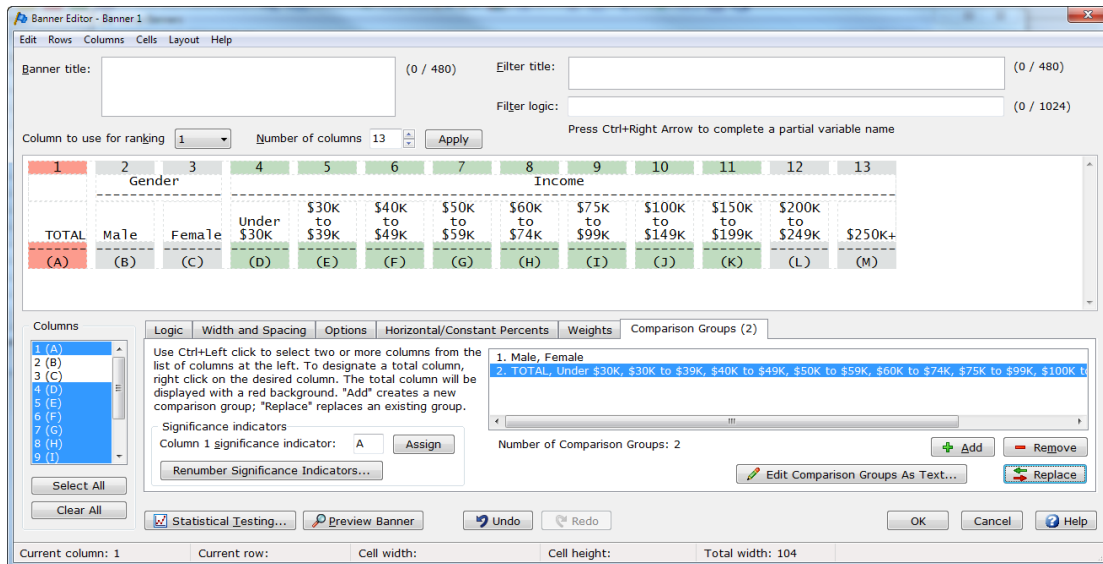 Banner Editor - Banner 1
Edit Rows Columns Cells Layout Help
Banner title: (0 / 480) Filter title: (0 / 480)
Filter logic: (0 / 1024)
Column to use for ranking 1 Number of columns 13 Apply Press Ctrl+Right Arrow to complete a partial variable name
1 2 3 4 5 6 7 8 9 10 11 12 13
Gender Income
$30K $40K $50K $60K $75K $100K $150K $200K
Under to to to to to to to to
TOTAL Male Female $30K $39K $49K $59K $74K $99K $149K $199K $249K $250K+
(A) (B) (C) (D) (E) (F) (G) (H) (I) (J) (K) (L) (M)
Columns
1 (A)
2 (B)
3 (C)
4 (D)
5 (E)
6 (F)
7 (G)
8 (H)
9 (I)
Select All
Clear All
Logic Width and Spacing Options Horizontal/Constant Percents Weights Comparison Groups (2)
Use Ctrl+Left click to select two or more columns from the
list of columns at the left. To designate a total column,
right click on the desired column. The total column will be
displayed with a red background. "Add" creates a new
comparison group; "Replace" replaces an existing group.
Significance indicators
Column 1 significance indicator: A Assign
Renumber Significance Indicators...
1. Male, Female
2. TOTAL, Under $30K, $30K to $39K, $40K to $49K, $50K to $59K, $60K to $74K, $75K to $99K, $100K to
Number of Comparison Groups: 2 Add Remove
Edit Comparison Groups As Text... Replace
Statistical Testing... Preview Banner Undo Redo OK Cancel Help
Current column: 1 Current row: Cell width: Cell height: Total width: 104